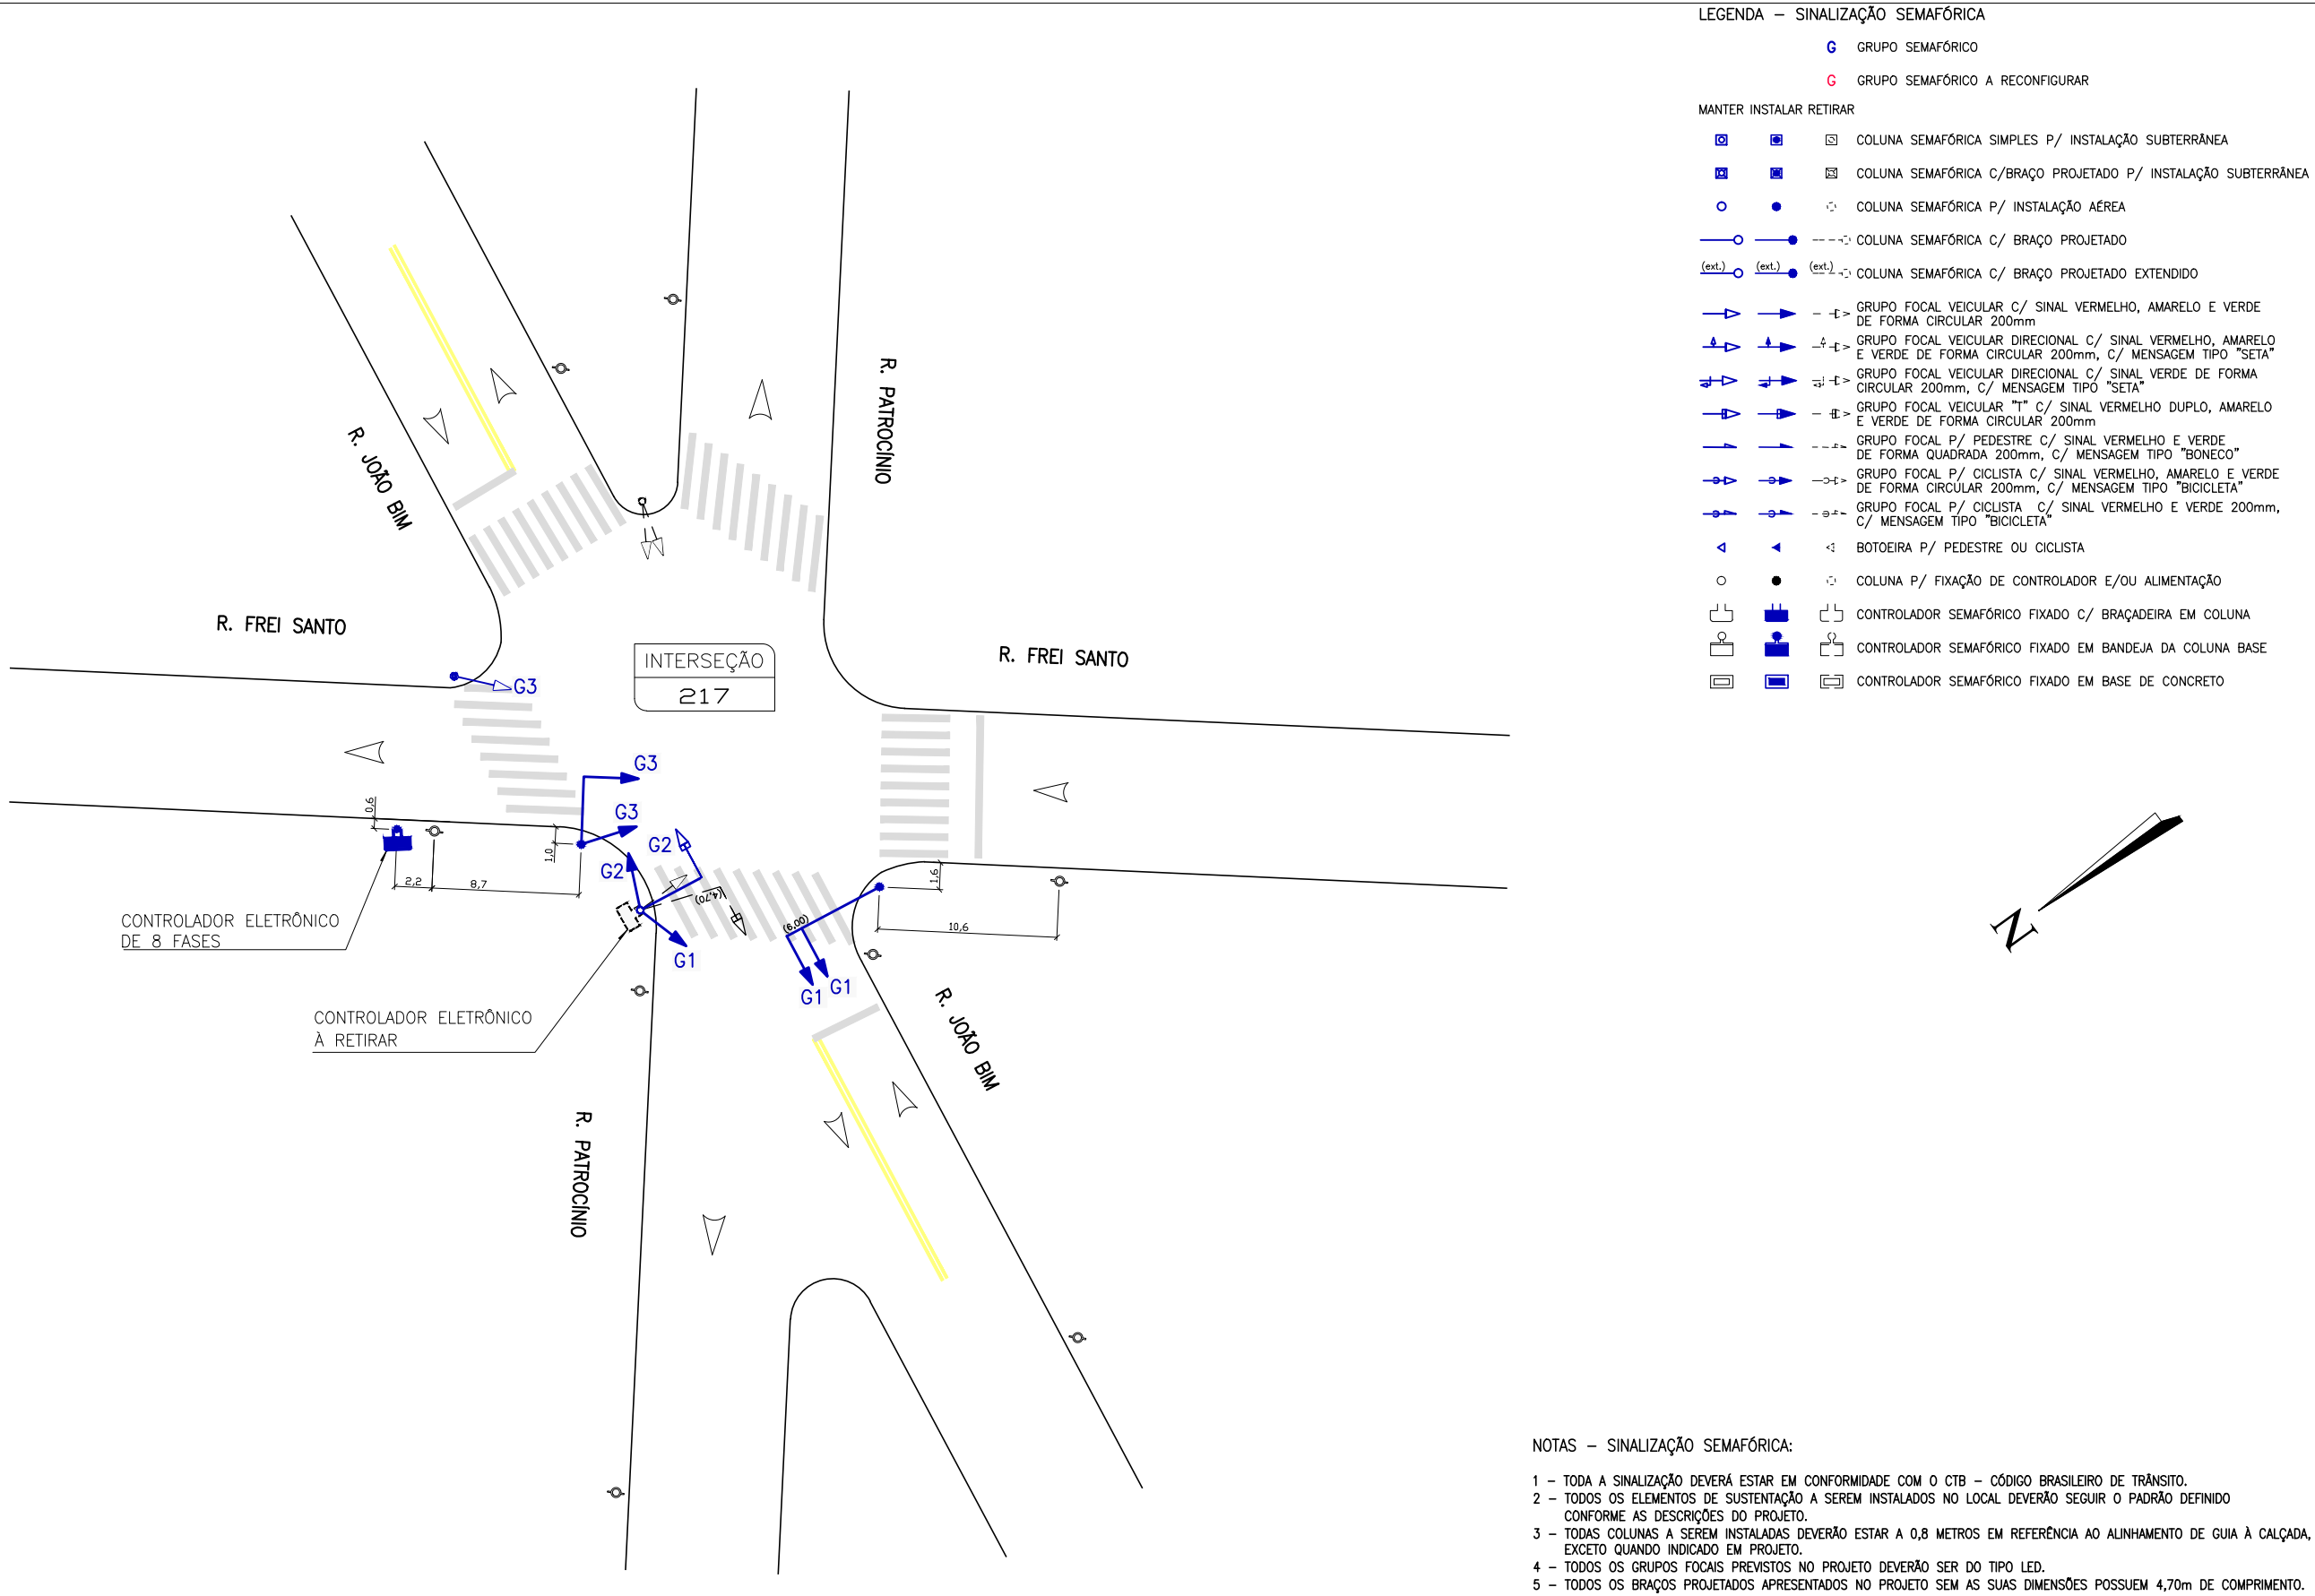 LEGENDA – SINALIZAÇÃO SEMAFÓRICA
G GRUPO SEMAFÓRICO
G GRUPO SEMAFÓRICO A RECONFIGURAR
MANTER INSTALAR RETIRAR
COLUNA SEMAFÓRICA SIMPLES P/ INSTALAÇÃO SUBTERRÂNEA
COLUNA SEMAFÓRICA C/BRAÇO PROJETADO P/ INSTALAÇÃO SUBTERRÂNEA
COLUNA SEMAFÓRICA P/ INSTALAÇÃO AÉREA
COLUNA SEMAFÓRICA C/ BRAÇO PROJETADO
(ext.) (ext.) (ext.) COLUNA SEMAFÓRICA C/ BRAÇO PROJETADO EXTENDIDO
GRUPO FOCAL VEICULAR C/ SINAL VERMELHO, AMARELO E VERDE
DE FORMA CIRCULAR 200mm
GRUPO FOCAL VEICULAR DIRECIONAL C/ SINAL VERMELHO, AMARELO
E VERDE DE FORMA CIRCULAR 200mm, C/ MENSAGEM TIPO "SETA"
GRUPO FOCAL VEICULAR DIRECIONAL C/ SINAL VERDE DE FORMA
CIRCULAR 200mm, C/ MENSAGEM TIPO "SETA"
GRUPO FOCAL VEICULAR "T" C/ SINAL VERMELHO DUPLO, AMARELO
E VERDE DE FORMA CIRCULAR 200mm
GRUPO FOCAL P/ PEDESTRE C/ SINAL VERMELHO E VERDE
DE FORMA QUADRADA 200mm, C/ MENSAGEM TIPO "BONECO"
GRUPO FOCAL P/ CICLISTA C/ SINAL VERMELHO, AMARELO E VERDE
DE FORMA CIRCULAR 200mm, C/ MENSAGEM TIPO "BICICLETA"
GRUPO FOCAL P/ CICLISTA C/ SINAL VERMELHO E VERDE 200mm,
C/ MENSAGEM TIPO "BICICLETA"
BOTOEIRA P/ PEDESTRE OU CICLISTA
COLUNA P/ FIXAÇÃO DE CONTROLADOR E/OU ALIMENTAÇÃO
CONTROLADOR SEMAFÓRICO FIXADO C/ BRAÇADEIRA EM COLUNA
CONTROLADOR SEMAFÓRICO FIXADO EM BANDEJA DA COLUNA BASE
CONTROLADOR SEMAFÓRICO FIXADO EM BASE DE CONCRETO
R. PATROCÍNIO
R. JOÃO BIM
R. FREI SANTO
R. FREI SANTO
INTERSEÇÃO
217
G3
G3
G3
G2
G2
0,6
1,0
1,6
2,2
8,7
10,6
(4,70)
(6,00)
G1
G1
G1
CONTROLADOR ELETRÔNICO
DE 8 FASES
CONTROLADOR ELETRÔNICO
À RETIRAR
R. JOÃO BIM
R. PATROCÍNIO
N
NOTAS – SINALIZAÇÃO SEMAFÓRICA:
1 – TODA A SINALIZAÇÃO DEVERÁ ESTAR EM CONFORMIDADE COM O CTB – CÓDIGO BRASILEIRO DE TRÂNSITO.
2 – TODOS OS ELEMENTOS DE SUSTENTAÇÃO A SEREM INSTALADOS NO LOCAL DEVERÃO SEGUIR O PADRÃO DEFINIDO
CONFORME AS DESCRIÇÕES DO PROJETO.
3 – TODAS COLUNAS A SEREM INSTALADAS DEVERÃO ESTAR A 0,8 METROS EM REFERÊNCIA AO ALINHAMENTO DE GUIA À CALÇADA,
EXCETO QUANDO INDICADO EM PROJETO.
4 – TODOS OS GRUPOS FOCAIS PREVISTOS NO PROJETO DEVERÃO SER DO TIPO LED.
5 – TODOS OS BRAÇOS PROJETADOS APRESENTADOS NO PROJETO SEM AS SUAS DIMENSÕES POSSUEM 4,70m DE COMPRIMENTO.